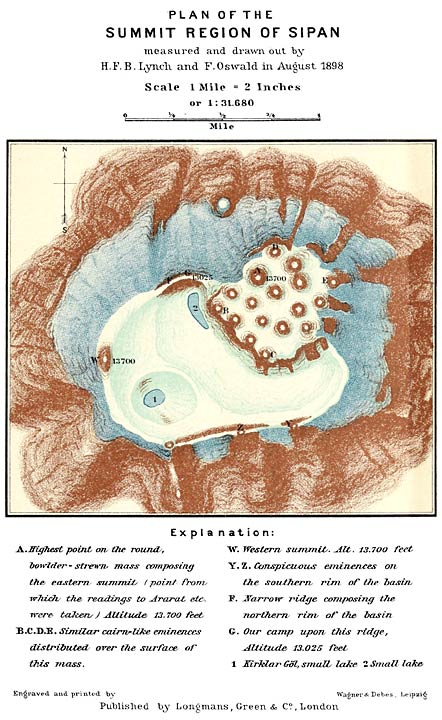 PLAN OF THE
SUMMIT REGION OF SIPAN
measured and drawn out by
H.F.B. Lynch and F. Oswald in August 1898
Scale 1 Mile = 2 Inches
or 1:31.680
0 ¼ ½ ¾ 1
Mile
N
S
D
A 13700
E
G 13025
2
B
C
W 13700
1
Z
Y
Explanation:
A. Highest point on the round,
bowlder-strewn mass composing
the eastern summit (point from
which the readings to Ararat etc.
were taken) Altitude 13.700 feet
B.C.D.E. Similar cairn-like eminences
distributed over the surface of
this mass.
W. Western summit. Alt. 13.700 feet
Y. Z. Conspicuous eminences on
the southern rim of the basin
F. Narrow ridge composing the
northern rim of the basin
G. Our camp upon this ridge,
Altitude 13.025 feet
1 Kirklar Göl, small lake 2 Small lake
Engraved and printed by
Wagner & Debes, Leipzig
Published by Longmans, Green & Cº, London